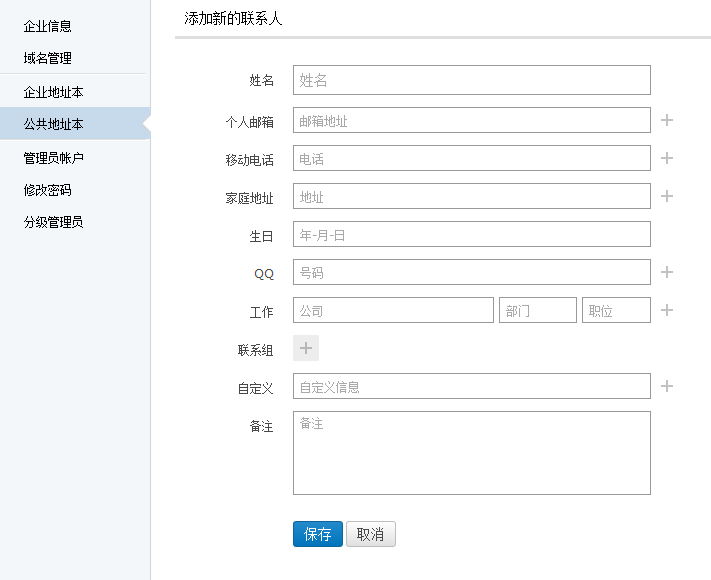 企业信息
域名管理
企业地址本
公共地址本
管理员帐户
修改密码
分级管理员
添加新的联系人
姓名 姓名
个人邮箱 邮箱地址
移动电话 电话
家庭地址 地址
生日 年-月-日
QQ 号码
工作 公司 部门 职位
联系组
自定义 自定义信息
备注 备注
保存 取消